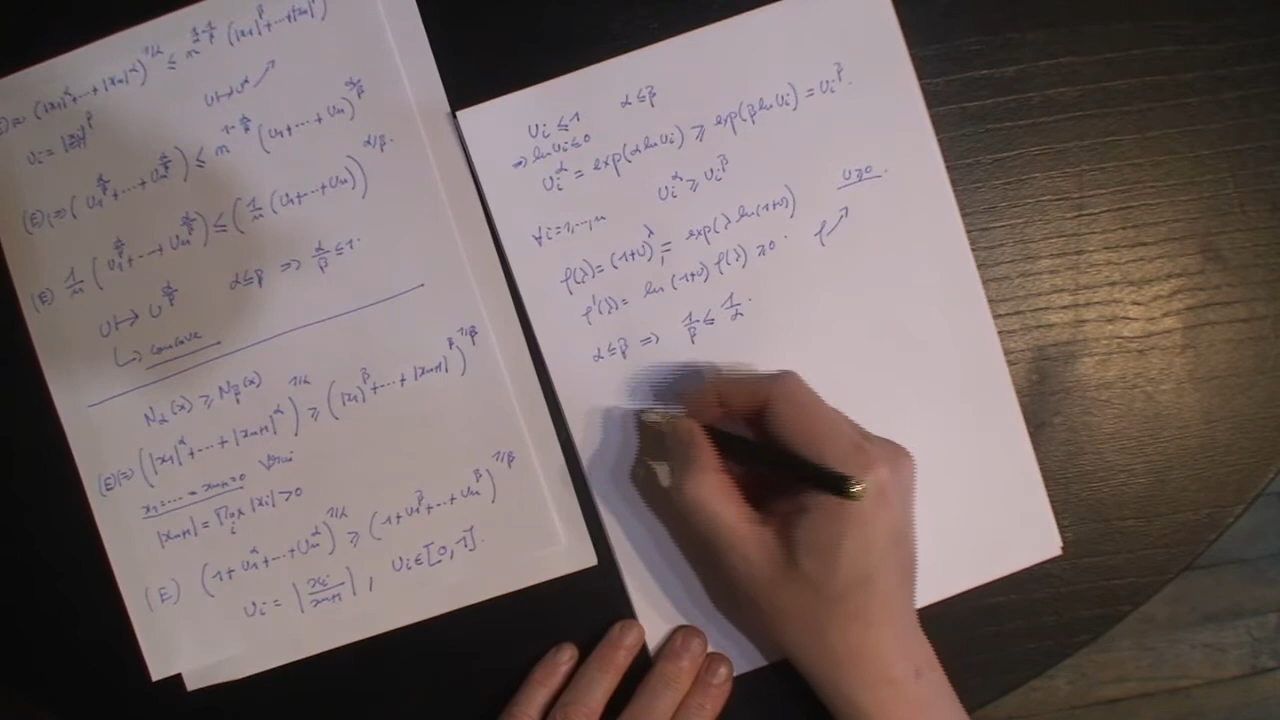 (|x₁|^α + ... + |xₙ|^α)^{1/α} ≤ n^{1/α - 1/β} (|x₁|^β + ... + |xₙ|^β)
U ↦ U^α ↗
Ui = |xi|^β
(E) ⇔ (U₁^{α/β} + ... + Uₙ^{α/β}) ≤ n^{1-α/β} (U₁ + ... + Uₙ)^{α/β}
(E) 1/n (U₁^{α/β} + ... + Uₙ^{α/β}) ≤ (1/n (U₁ + ... + Uₙ))^{α/β}.
U ↦ U^{α/β} α ≤ β ⇒ α/β ≤ 1.
↳ concave
N_α(x) ≥ N_β(x)
(E) ⇔ (|x₁|^α + ... + |xₙ₊₁|^α)^{1/α} ≥ (|x₁|^β + ... + |xₙ₊₁|^β)^{1/β}
x₁ = ... = xₙ₊₁ = 0 Vrai
|xₙ₊₁| = Max_i |xi| > 0
(E) (1 + U₁^α + ... + Uₙ^α)^{1/α} ≥ (1 + U₁^β + ... + Uₙ^β)^{1/β}
Ui = |xi/xₙ₊₁|, Ui ∈ [0,1].
Ui ≤ 1 α ≤ β
⇒ ln Ui ≤ 0
Ui^α = exp(α ln Ui) ≥ exp(β ln Ui) = Ui^β.
Ui^α ≥ Ui^β
∀i=1,...,n
f(λ) = (1+U)^λ = exp(λ ln(1+U)) U ≥ 0.
f'(λ) = ln(1+U) f(λ) ≥ 0. f ↗
α ≤ β ⇒ 1/β ≤ 1/α.